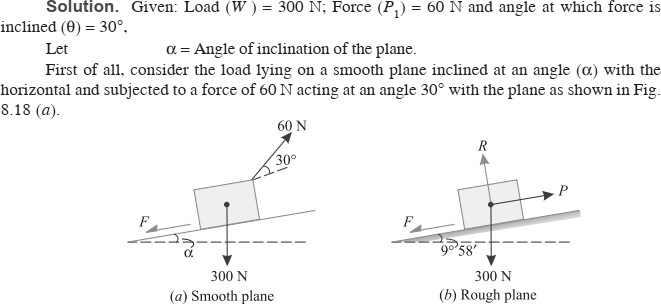 Solution. Given: Load (W ) = 300 N; Force (P₁) = 60 N and angle at which force is
inclined (θ) = 30°,
Let α = Angle of inclination of the plane.
First of all, consider the load lying on a smooth plane inclined at an angle (α) with the
horizontal and subjected to a force of 60 N acting at an angle 30° with the plane as shown in Fig.
8.18 (a).
60 N
30°
F
α
300 N
(a) Smooth plane
R
P
F
9°58′
300 N
(b) Rough plane